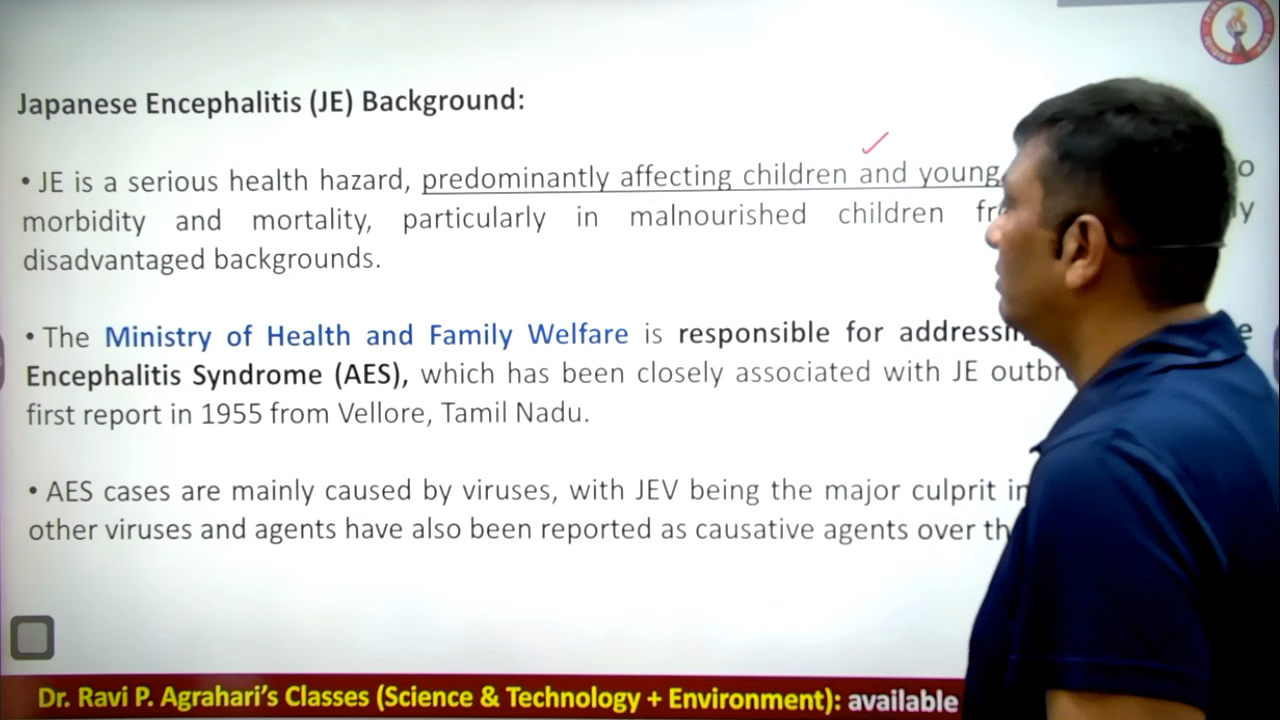 Japanese Encephalitis (JE) Background:
• JE is a serious health hazard, predominantly affecting children and young
morbidity and mortality, particularly in malnourished children
disadvantaged backgrounds.
• The Ministry of Health and Family Welfare is responsible for
Encephalitis Syndrome (AES), which has been closely associated with JE
first report in 1955 from Vellore, Tamil Nadu.
• AES cases are mainly caused by viruses, with JEV being the major culprit
other viruses and agents have also been reported as causative agents over
Dr. Ravi P. Agrahari's Classes (Science & Technology + Environment): available